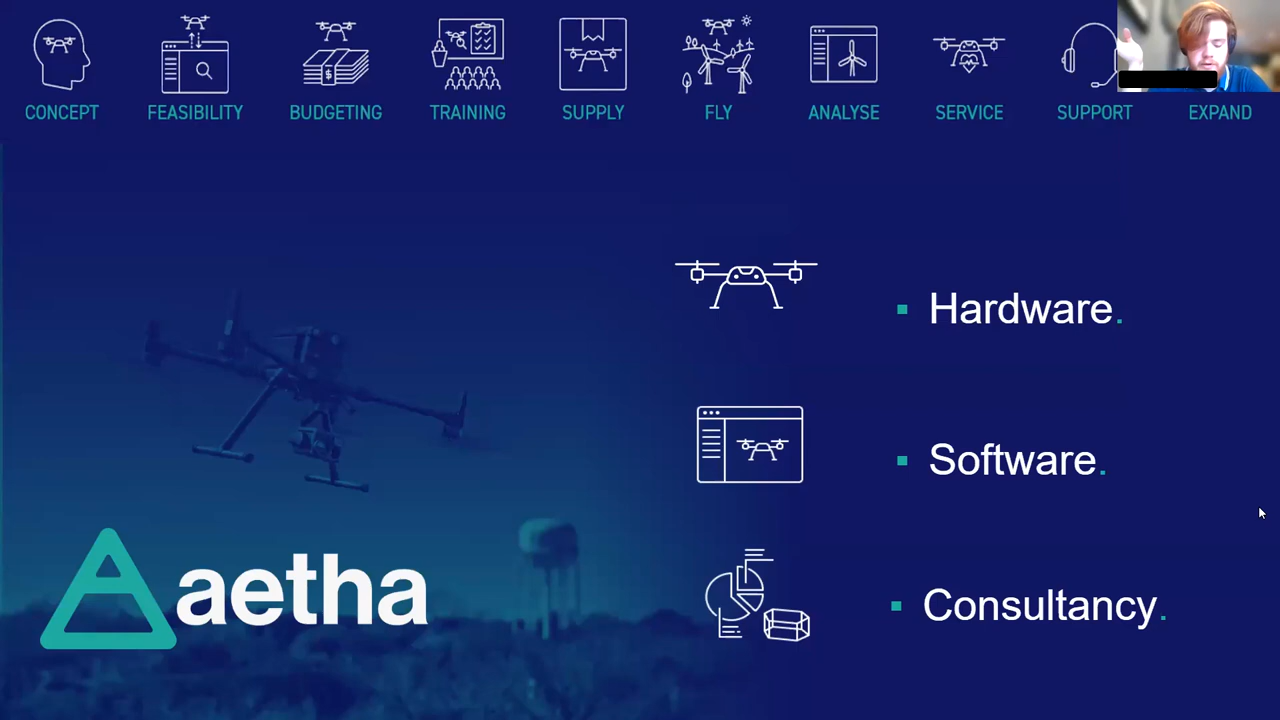 CONCEPT FEASIBILITY BUDGETING TRAINING SUPPLY FLY ANALYSE SERVICE SUPPORT EXPAND
Hardware.
Software.
aetha
Consultancy.